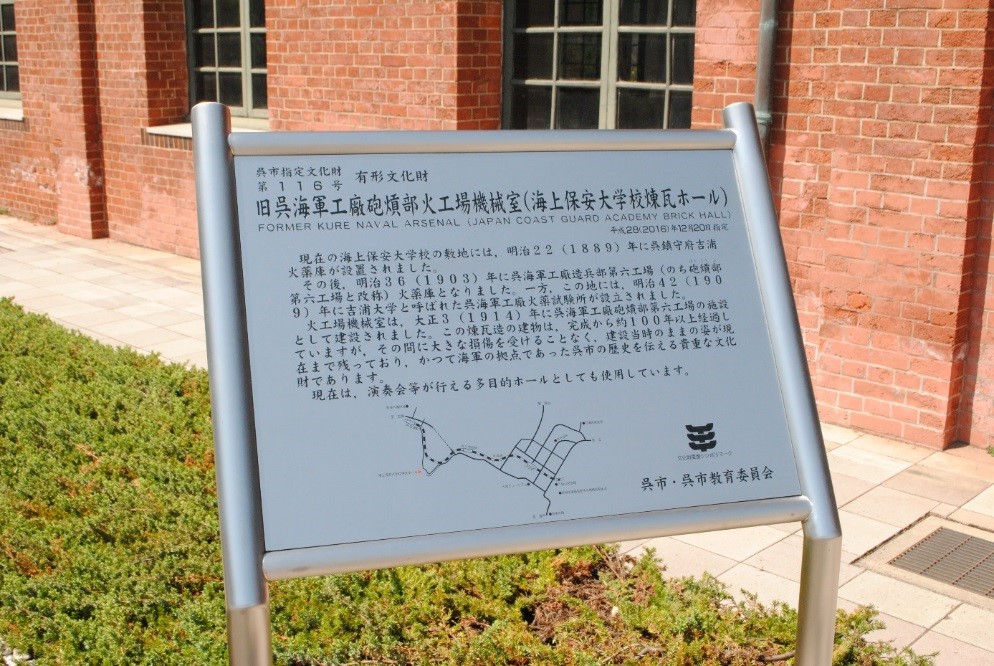 呉市指定文化財 有形文化財
第116号
旧呉海軍工廠砲熕部火工場機械室(海上保安大学校煉瓦ホール)
FORMER KURE NAVAL ARSENAL (JAPAN COAST GUARD ACADEMY BRICK HALL)
平成28(2016)年12月20日指定
現在の海上保安大学校の敷地には，明治22（1889）年に呉鎮守府吉浦
火薬庫が設置されました。
その後，明治36（1903）年に呉海軍工廠造兵部第六工場（のち砲熕部
第六工場と改称）火薬庫となりました。一方，この地には，明治42（190
9）年に吉浦大学と呼ばれた呉海軍工廠火薬試験所が設立されました。
火工場機械室は，大正3（1914）年に呉海軍工廠砲熕部第六工場の施設
として建設されました。この煉瓦造の建物は，完成から約100年以上経過し
ていますが，その間に大きな損傷を受けることなく，建設当時のままの姿が現
在まで残っており，かつて海軍の拠点であった呉市の歴史を伝える貴重な文化
財であります。
現在は，演奏会等が行える多目的ホールとしても使用しています。
文化財愛護シンボルマーク
呉市・呉市教育委員会